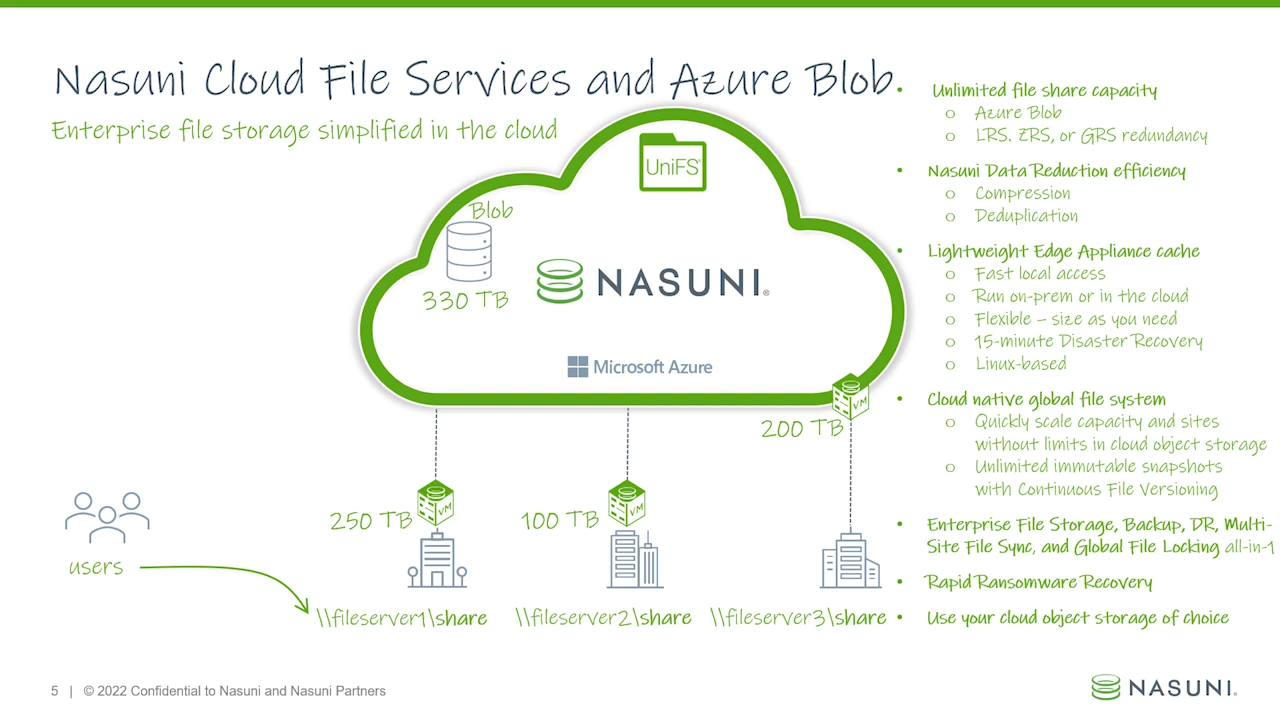 Nasuni Cloud File Services and Azure Blob
Enterprise file storage simplified in the cloud
UniFS®
Blob
330 TB
NASUNI®
Microsoft Azure
VM
200 TB
250 TB
VM
100 TB
VM
users
\\fileserver1\share
\\fileserver2\share
\\fileserver3\share
• Unlimited file share capacity
o Azure Blob
o LRS. ZRS, or GRS redundancy
• Nasuni Data Reduction efficiency
o Compression
o Deduplication
• Lightweight Edge Appliance cache
o Fast local access
o Run on-prem or in the cloud
o Flexible – size as you need
o 15-minute Disaster Recovery
o Linux-based
• Cloud native global file system
o Quickly scale capacity and sites
without limits in cloud object storage
o Unlimited immutable snapshots
with Continuous File Versioning
• Enterprise File Storage, Backup, DR, Multi-
Site File Sync, and Global File Locking all-in-1
• Rapid Ransomware Recovery
• Use your cloud object storage of choice
5 | © 2022 Confidential to Nasuni and Nasuni Partners
NASUNI®